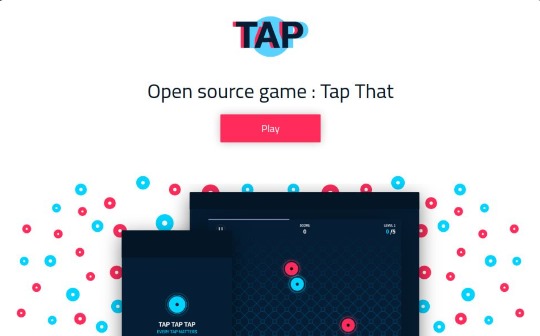 TAP
Open source game : Tap That
Play
SCORE
0
LEVEL 1
0 /5
TAP TAP TAP
EVERY TAP MATTERS